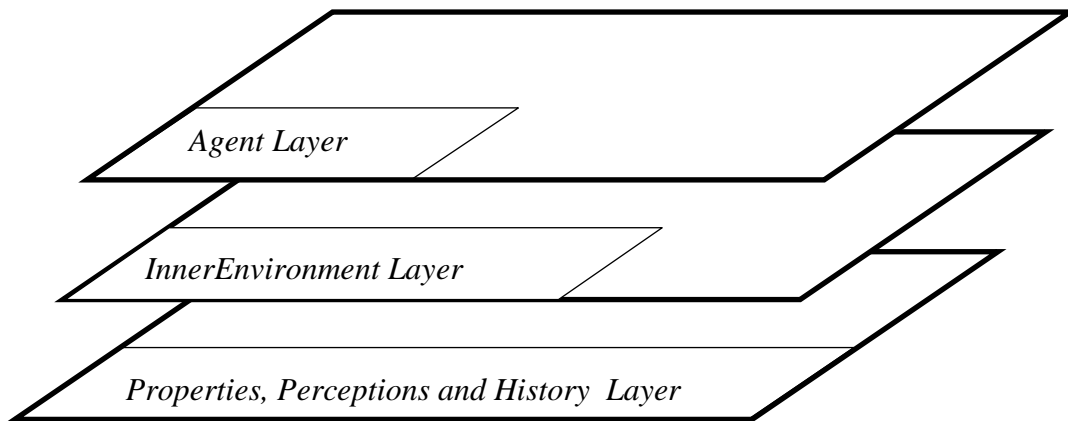 Agent Layer
InnerEnvironment Layer
Properties, Perceptions and History Layer